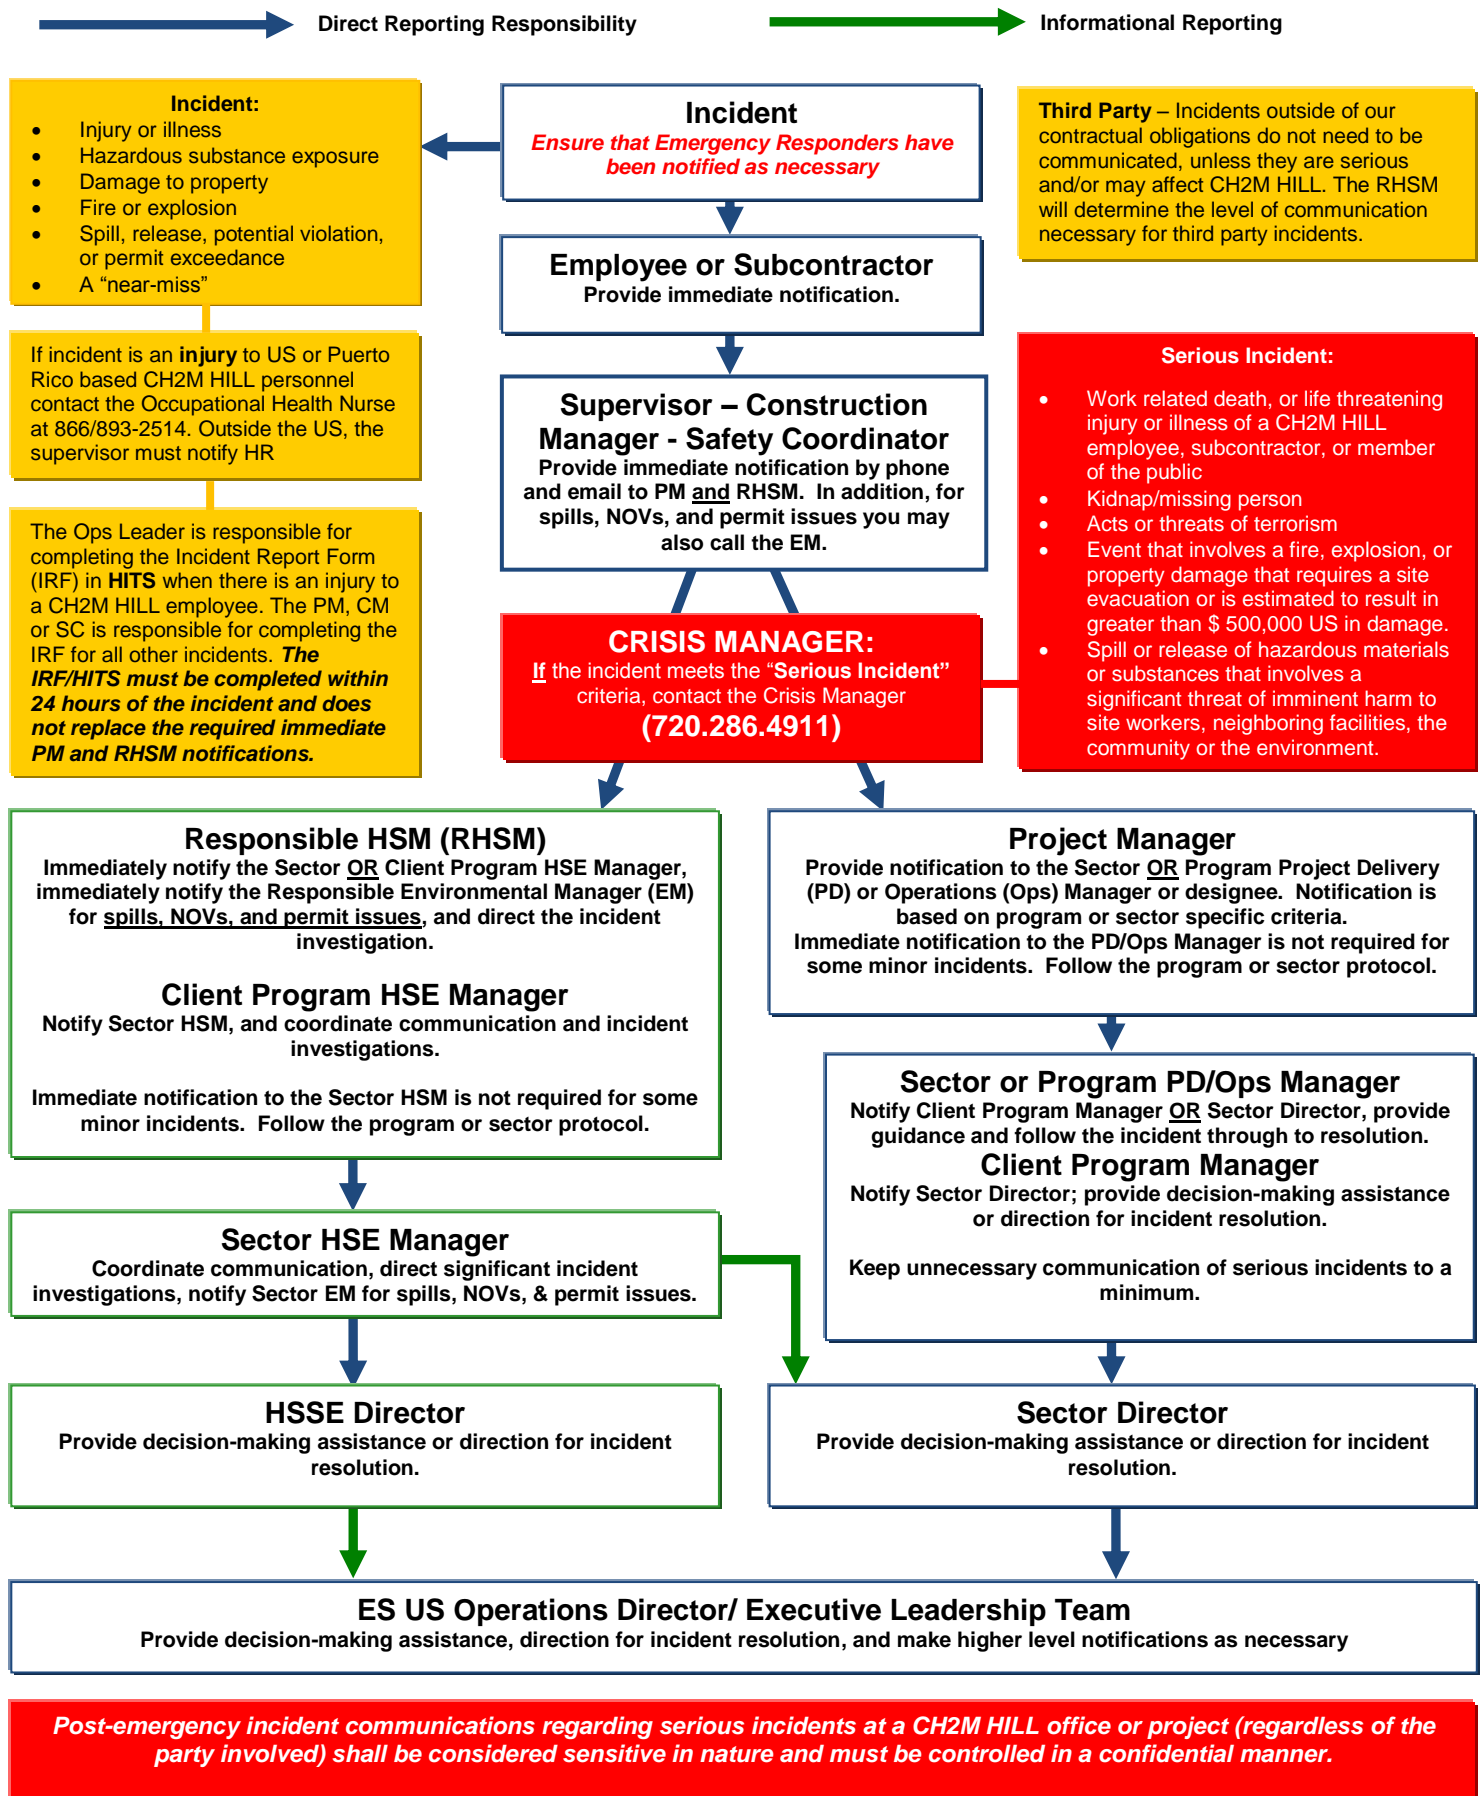 Direct Reporting Responsibility
Informational Reporting
Incident:
• Injury or illness
• Hazardous substance exposure
• Damage to property
• Fire or explosion
• Spill, release, potential violation,
or permit exceedance
• A “near-miss”
Incident
Ensure that Emergency Responders have
been notified as necessary
Third Party – Incidents outside of our
contractual obligations do not need to be
communicated, unless they are serious
and/or may affect CH2M HILL. The RHSM
will determine the level of communication
necessary for third party incidents.
Employee or Subcontractor
Provide immediate notification.
If incident is an injury to US or Puerto
Rico based CH2M HILL personnel
contact the Occupational Health Nurse
at 866/893-2514. Outside the US, the
supervisor must notify HR
Supervisor – Construction
Manager - Safety Coordinator
Provide immediate notification by phone
and email to PM and RHSM. In addition, for
spills, NOVs, and permit issues you may
also call the EM.
Serious Incident:
• Work related death, or life threatening
injury or illness of a CH2M HILL
employee, subcontractor, or member
of the public
• Kidnap/missing person
• Acts or threats of terrorism
• Event that involves a fire, explosion, or
property damage that requires a site
evacuation or is estimated to result in
greater than $ 500,000 US in damage.
• Spill or release of hazardous materials
or substances that involves a
significant threat of imminent harm to
site workers, neighboring facilities, the
community or the environment.
The Ops Leader is responsible for
completing the Incident Report Form
(IRF) in HITS when there is an injury to
a CH2M HILL employee. The PM, CM
or SC is responsible for completing the
IRF for all other incidents. The
IRF/HITS must be completed within
24 hours of the incident and does
not replace the required immediate
PM and RHSM notifications.
CRISIS MANAGER:
If the incident meets the “Serious Incident”
criteria, contact the Crisis Manager
(720.286.4911)
Responsible HSM (RHSM)
Immediately notify the Sector OR Client Program HSE Manager,
immediately notify the Responsible Environmental Manager (EM)
for spills, NOVs, and permit issues, and direct the incident
investigation.
Client Program HSE Manager
Notify Sector HSM, and coordinate communication and incident
investigations.
Immediate notification to the Sector HSM is not required for some
minor incidents. Follow the program or sector protocol.
Project Manager
Provide notification to the Sector OR Program Project Delivery
(PD) or Operations (Ops) Manager or designee. Notification is
based on program or sector specific criteria.
Immediate notification to the PD/Ops Manager is not required for
some minor incidents. Follow the program or sector protocol.
Sector or Program PD/Ops Manager
Notify Client Program Manager OR Sector Director, provide
guidance and follow the incident through to resolution.
Client Program Manager
Notify Sector Director; provide decision-making assistance
or direction for incident resolution.
Keep unnecessary communication of serious incidents to a
minimum.
Sector HSE Manager
Coordinate communication, direct significant incident
investigations, notify Sector EM for spills, NOVs, & permit issues.
HSSE Director
Provide decision-making assistance or direction for incident
resolution.
Sector Director
Provide decision-making assistance or direction for incident
resolution.
ES US Operations Director/ Executive Leadership Team
Provide decision-making assistance, direction for incident resolution, and make higher level notifications as necessary
Post-emergency incident communications regarding serious incidents at a CH2M HILL office or project (regardless of the
party involved) shall be considered sensitive in nature and must be controlled in a confidential manner.